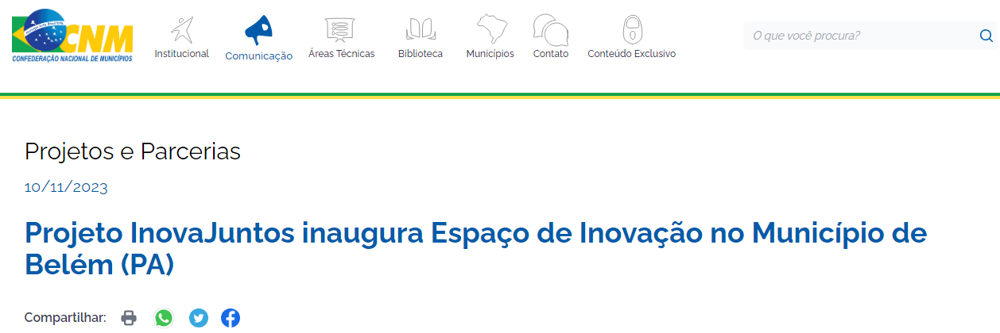 CNM
CONFEDERAÇÃO NACIONAL DE MUNICÍPIOS
Institucional
Comunicação
Áreas Técnicas
Biblioteca
Municípios
Contato
Conteúdo Exclusivo
O que você procura?
Projetos e Parcerias
10/11/2023
Projeto InovaJuntos inaugura Espaço de Inovação no Município de
Belém (PA)
Compartilhar: